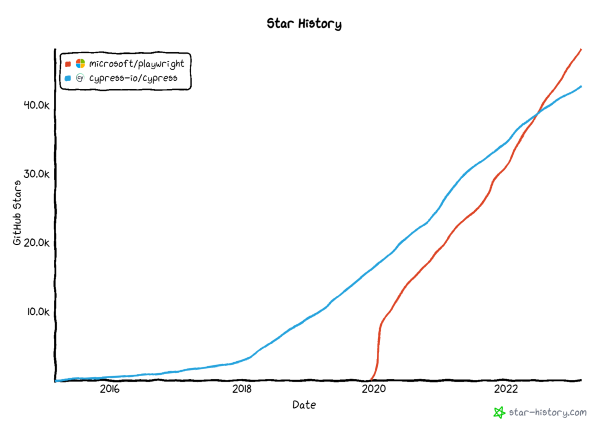 Star History
microsoft/playwright
cypress-io/cypress
GitHub Stars
40.0k
30.0k
20.0k
10.0k
2016
2018
2020
2022
Date
star-history.com